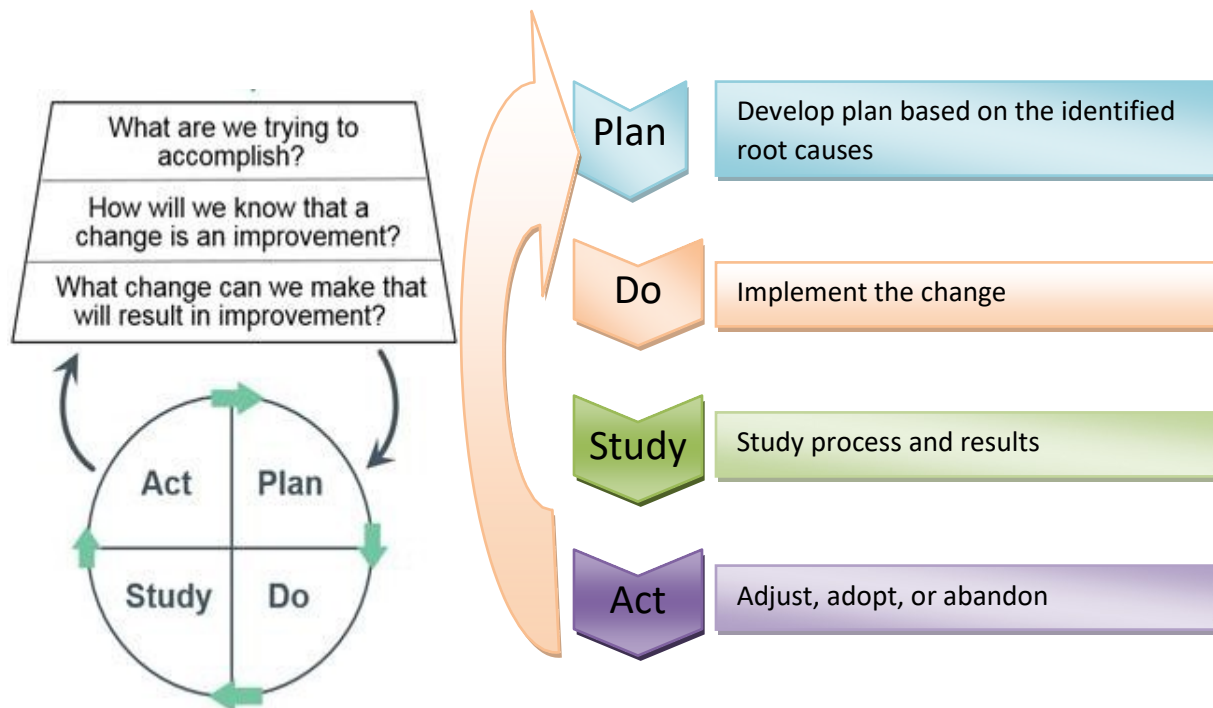 What are we trying to
accomplish?
How will we know that a
change is an improvement?
What change can we make that
will result in improvement?
Act
Plan
Study
Do
Plan
Develop plan based on the identified
root causes
Do
Implement the change
Study
Study process and results
Act
Adjust, adopt, or abandon